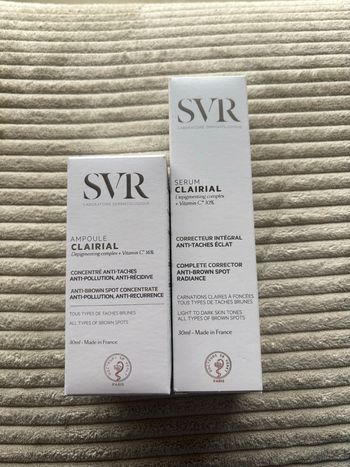 SVR
LABORATOIRE DERMATOLOGIQUE
AMPOULE
CLAIRIAL
Depigmenting complex + Vitamin C* 16%
CONCENTRÉ ANTI-TACHES
ANTI-POLLUTION, ANTI-RÉCIDIVE
ANTI-BROWN SPOT CONCENTRATE
ANTI-POLLUTION, ANTI-RECURRENCE
TOUS TYPES DE TACHES BRUNES
ALL TYPES OF BROWN SPOTS
30ml - Made in France
PARIS
SVR
LABORATOIRE DERMATOLOGIQUE
SERUM
CLAIRIAL
Depigmenting complex
+ Vitamin C* 10%
CORRECTEUR INTÉGRAL
ANTI-TACHES ÉCLAT
COMPLETE CORRECTOR
ANTI-BROWN SPOT
RADIANCE
CARNATIONS CLAIRES À FONCÉES
TOUS TYPES DE TACHES BRUNES
LIGHT TO DARK SKIN TONES
ALL TYPES OF BROWN SPOTS
30ml - Made in France
PARIS